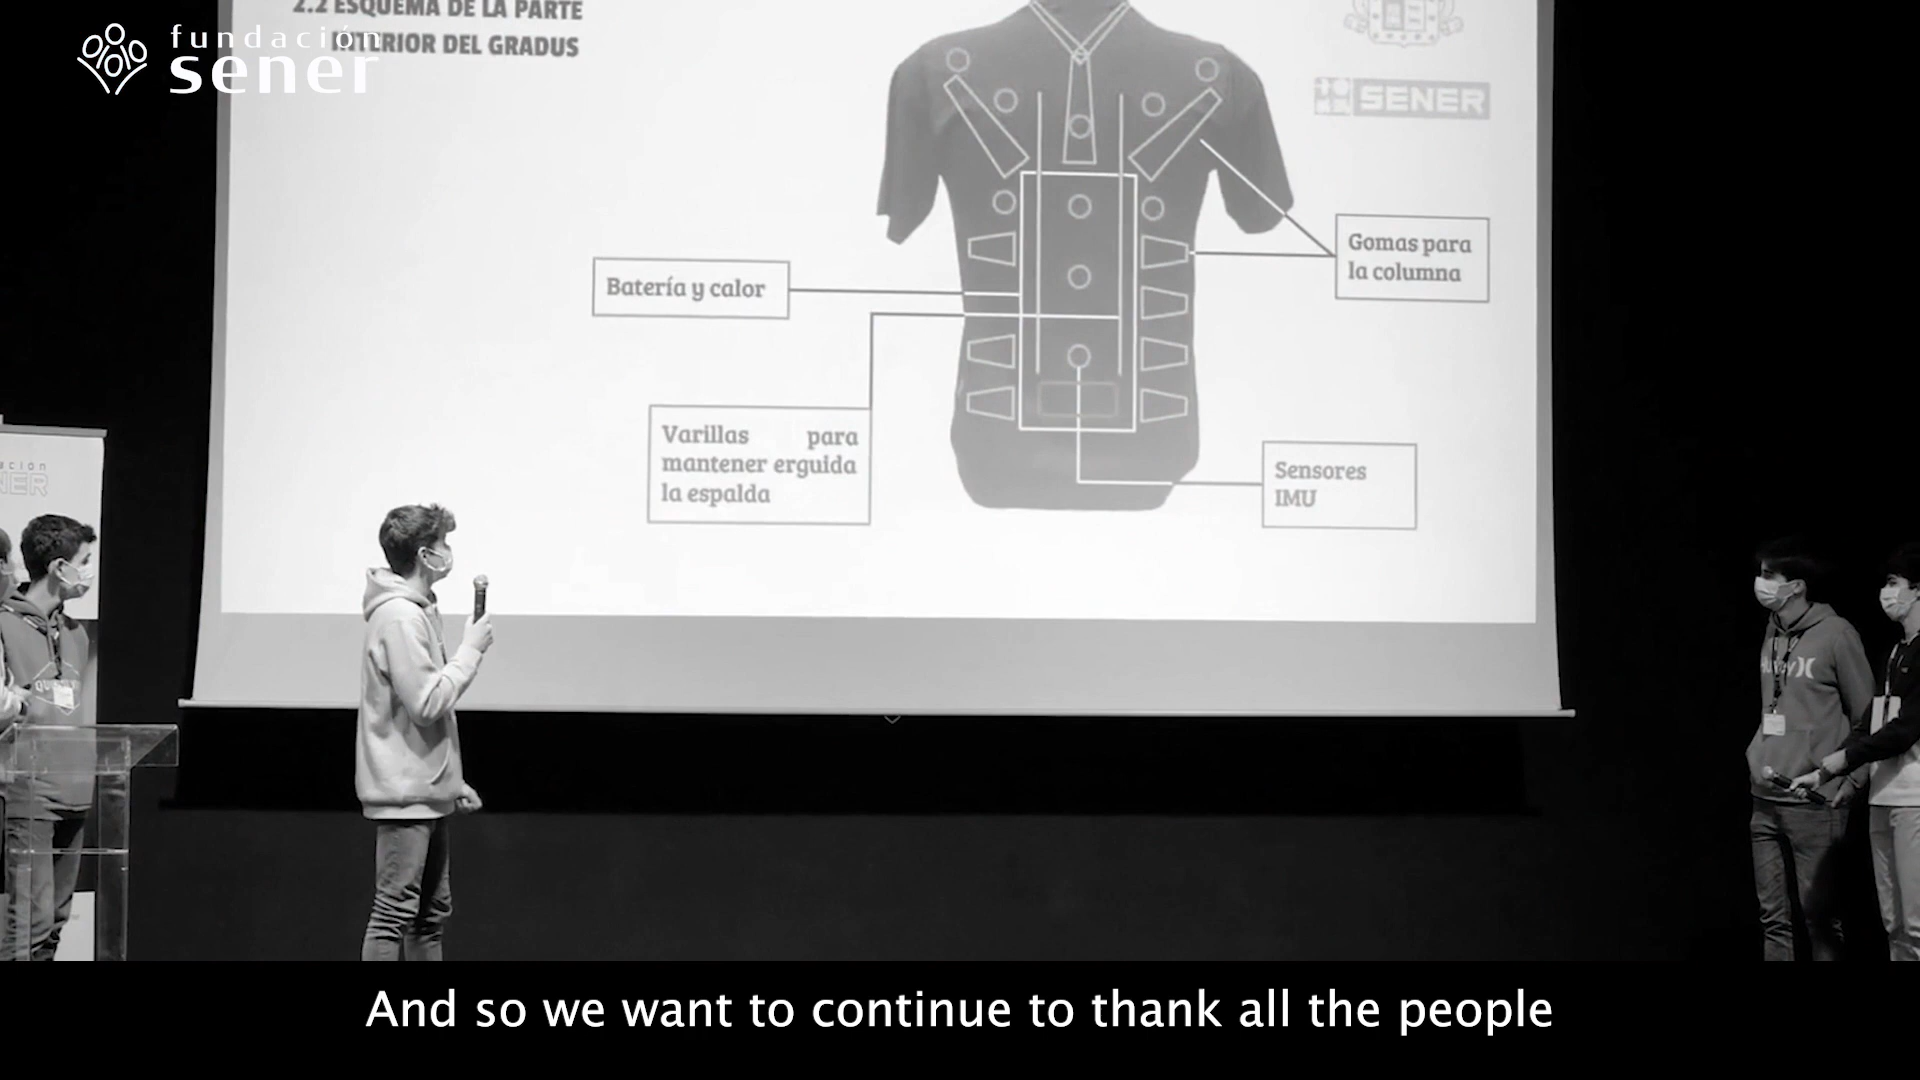 2.2 ESQUEMA DE LA PARTE
INTERIOR DEL GRADUS
fundación
sener
SENER
Gomas para
la columna
Batería y calor
Varillas para
mantener erguida
la espalda
Sensores
IMU
And so we want to continue to thank all the people